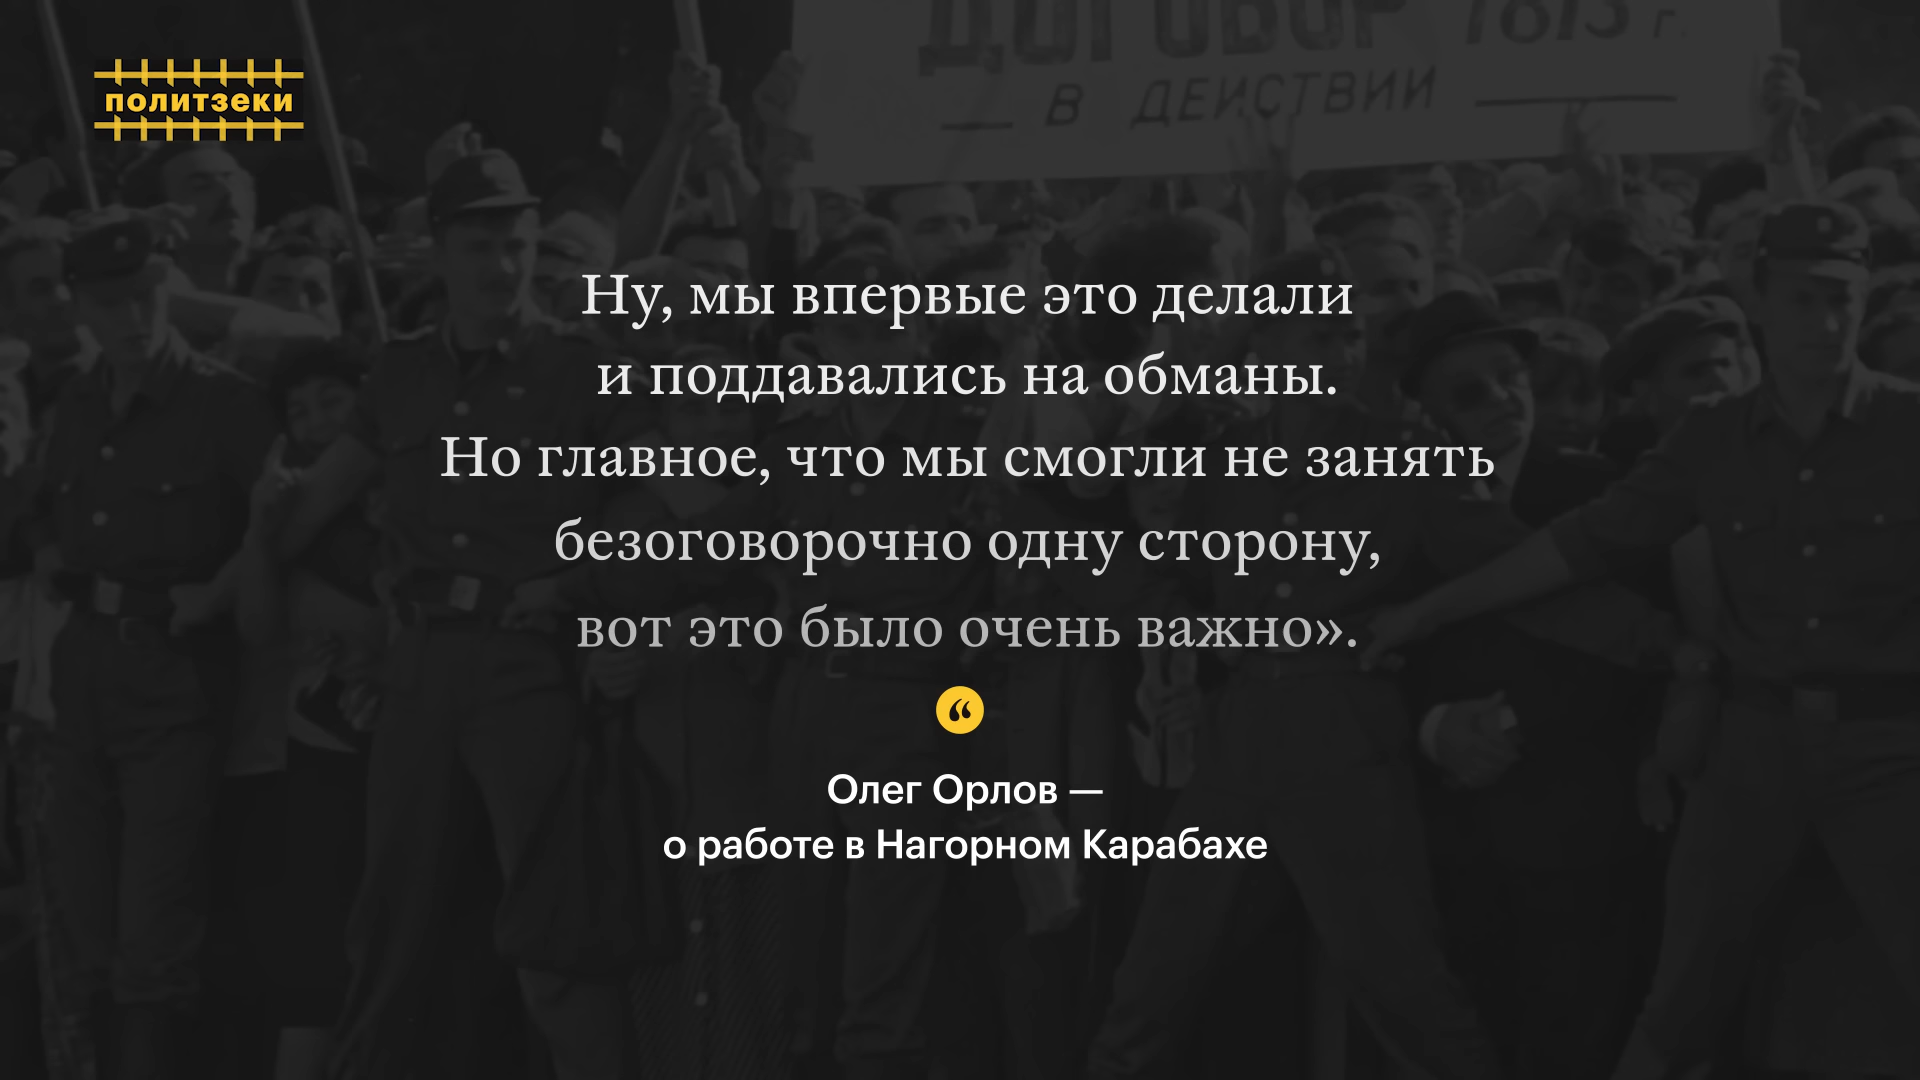 ДОГОВОР 1813 г.
— В ДЕЙСТВИИ —
политзеки
Ну, мы впервые это делали
и поддавались на обманы.
Но главное, что мы смогли не занять
безоговорочно одну сторону,
вот это было очень важно».
“
Олег Орлов —
о работе в Нагорном Карабахе